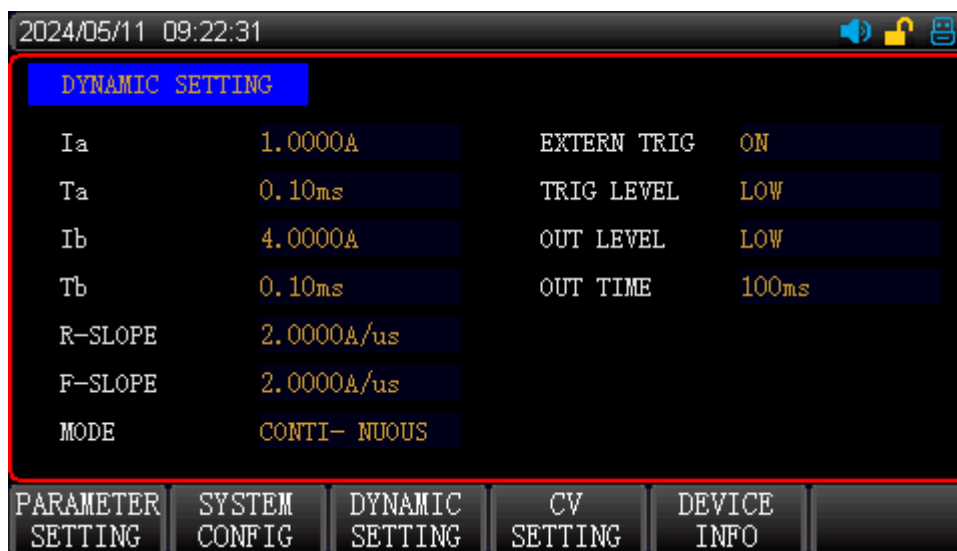 2024/05/11 09:22:31
DYNAMIC SETTING
Ia 1.0000A EXTERN TRIG ON
Ta 0.10ms TRIG LEVEL LOW
Ib 4.0000A OUT LEVEL LOW
Tb 0.10ms OUT TIME 100ms
R-SLOPE 2.0000A/us
F-SLOPE 2.0000A/us
MODE CONTI- NUOUS
PARAMETER SYSTEM DYNAMIC CV DEVICE
SETTING CONFIG SETTING SETTING INFO